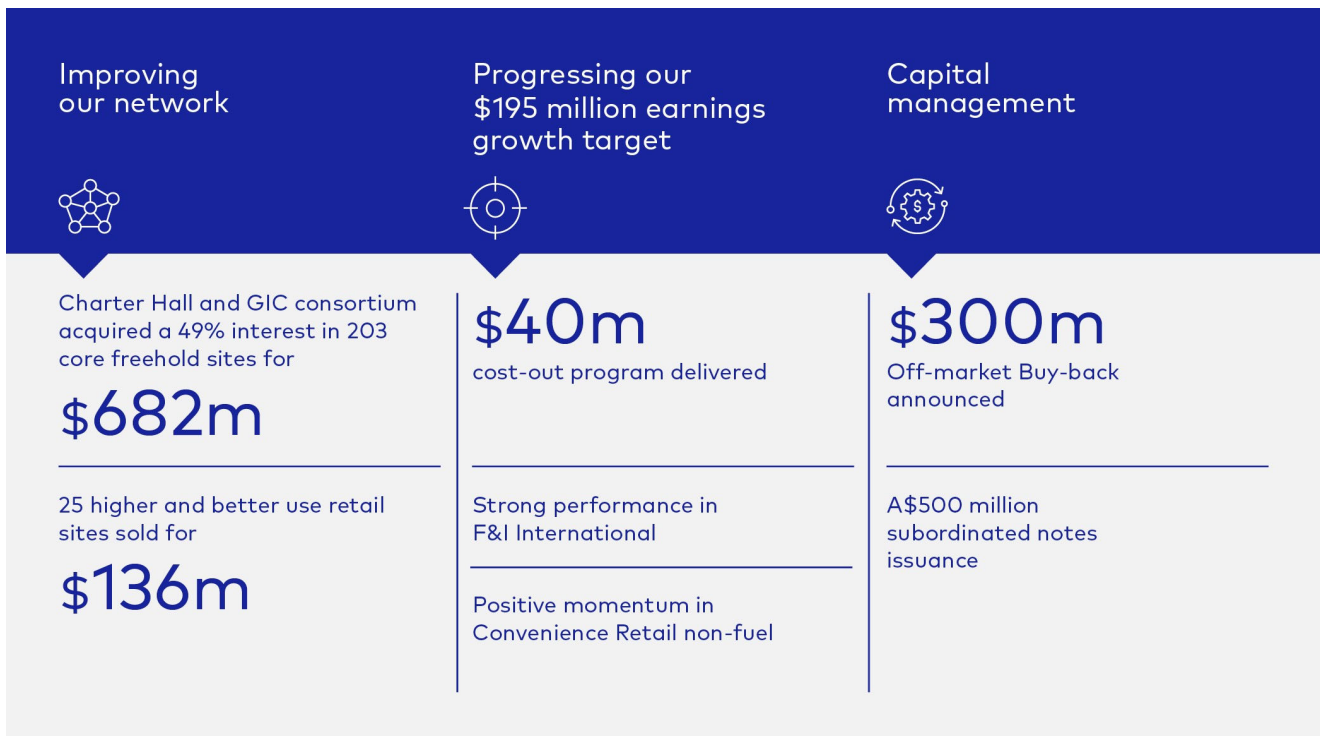 Improving
our network
Progressing our
$195 million earnings
growth target
Capital
management
$
Charter Hall and GIC consortium
acquired a 49% interest in 203
core freehold sites for
$682m
25 higher and better use retail
sites sold for
$136m
$40m
cost-out program delivered
Strong performance in
F&I International
Positive momentum in
Convenience Retail non-fuel
$300m
Off-market Buy-back
announced
A$500 million
subordinated notes
issuance